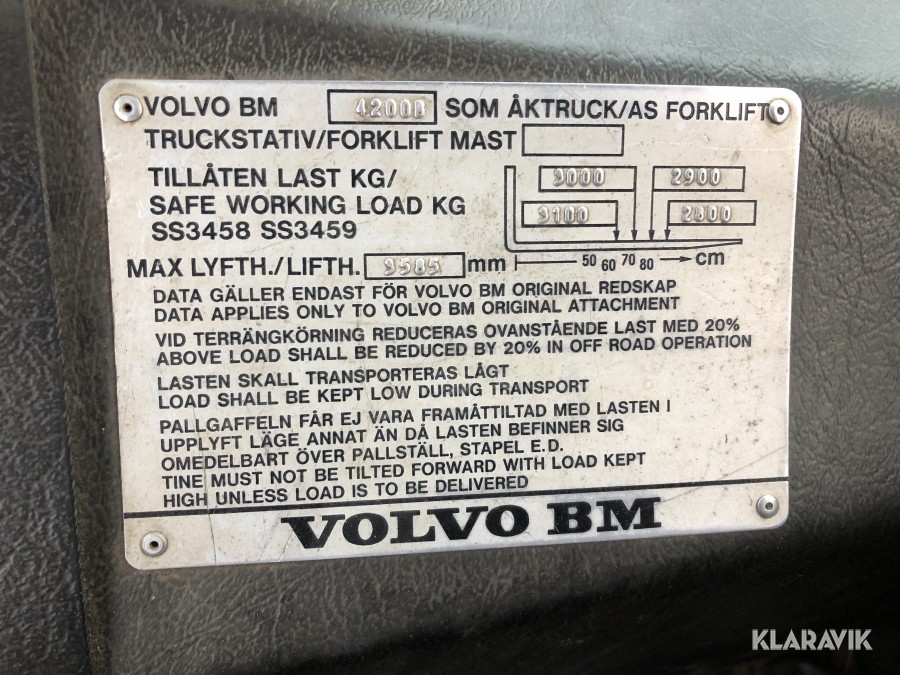 VOLVO BM 4200B SOM ÅKTRUCK/AS FORKLIFT
TRUCKSTATIV/FORKLIFT MAST
TILLÅTEN LAST KG/ 3000 2900
SAFE WORKING LOAD KG 3100 2800
SS3458 SS3459
MAX LYFTH./LIFTH. 3585 mm 50 60 70 80 cm
DATA GÄLLER ENDAST FÖR VOLVO BM ORIGINAL REDSKAP
DATA APPLIES ONLY TO VOLVO BM ORIGINAL ATTACHMENT
VID TERRÄNGKÖRNING REDUCERAS OVANSTÅENDE LAST MED 20%
ABOVE LOAD SHALL BE REDUCED BY 20% IN OFF ROAD OPERATION
LASTEN SKALL TRANSPORTERAS LÅGT
LOAD SHALL BE KEPT LOW DURING TRANSPORT
PALLGAFFELN FÅR EJ VARA FRAMÅTTILTAD MED LASTEN I
UPPLYFT LÄGE ANNAT ÄN DÅ LASTEN BEFINNER SIG
OMEDELBART ÖVER PALLSTÄLL, STAPEL E.D.
TINE MUST NOT BE TILTED FORWARD WITH LOAD KEPT
HIGH UNLESS LOAD IS TO BE DELIVERED
VOLVO BM
KLARAVIK